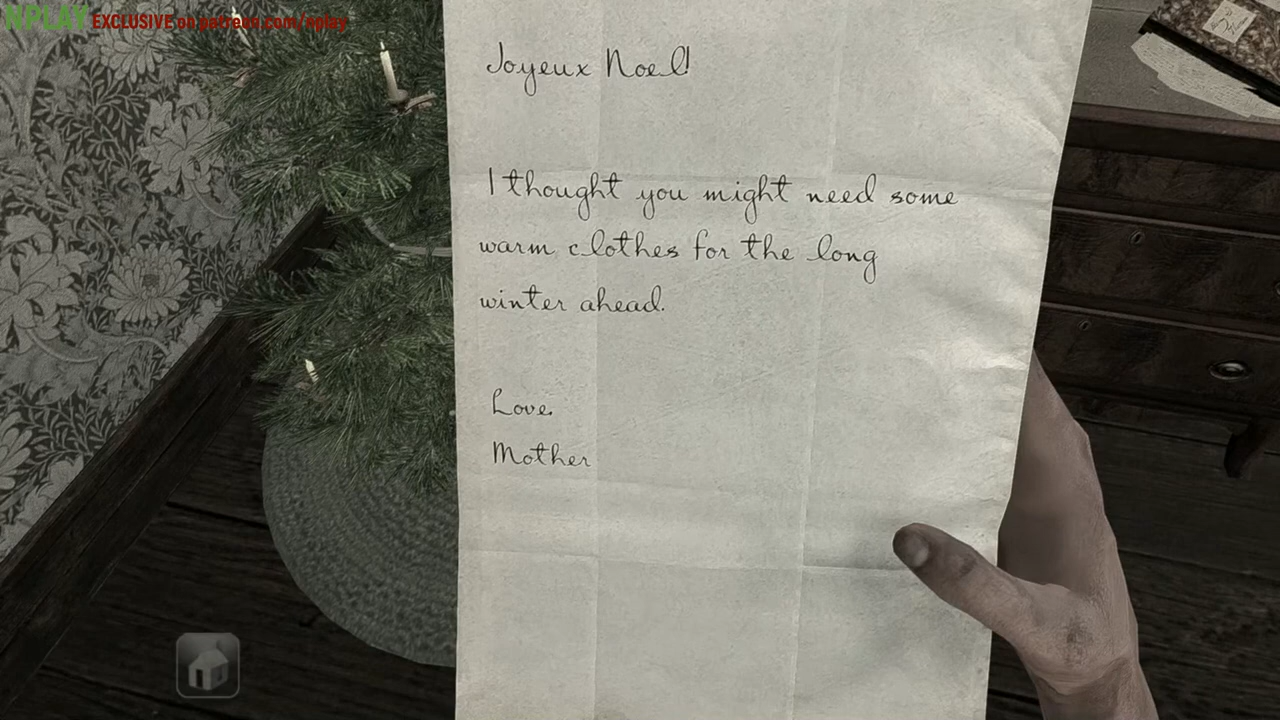 NPLAY EXCLUSIVE on patreon.com/nplay
Joyeux Noel!
I thought you might need some
warm clothes for the long
winter ahead.
Love,
Mother